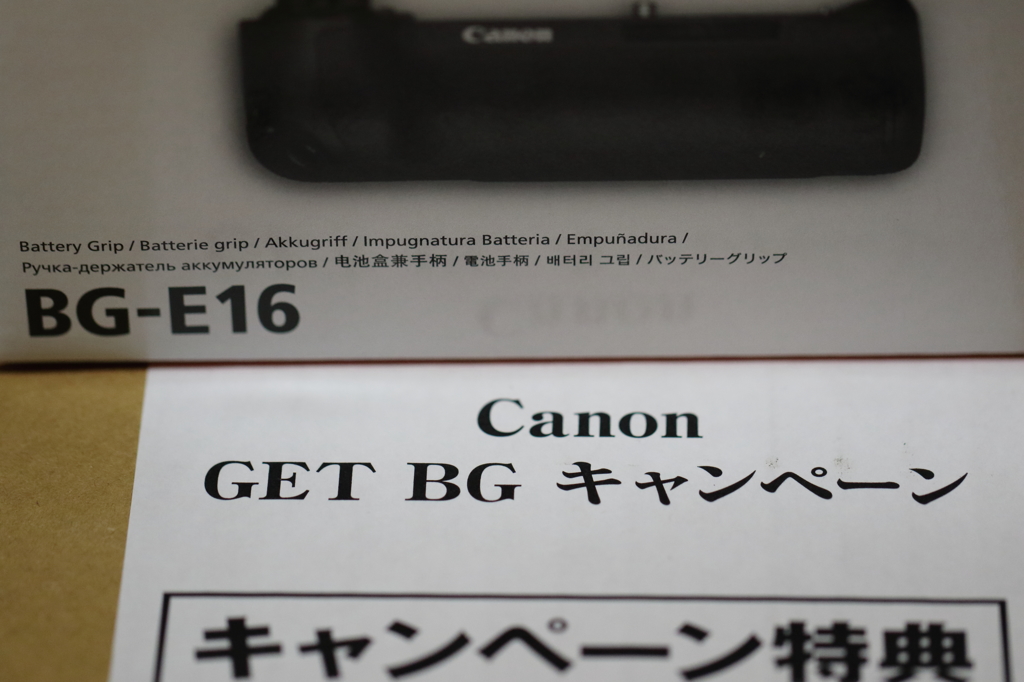 Canon
Battery Grip / Batterie grip / Akkugriff / Impugnatura Batteria / Empuñadura /
Ручка-держатель аккумуляторов / 电池盒兼手柄 / 電池手柄 / 배터리 그립 / バッテリーグリップ
BG-E16
Canon
Canon
GET BG キャンペーン
キャンペーン特典